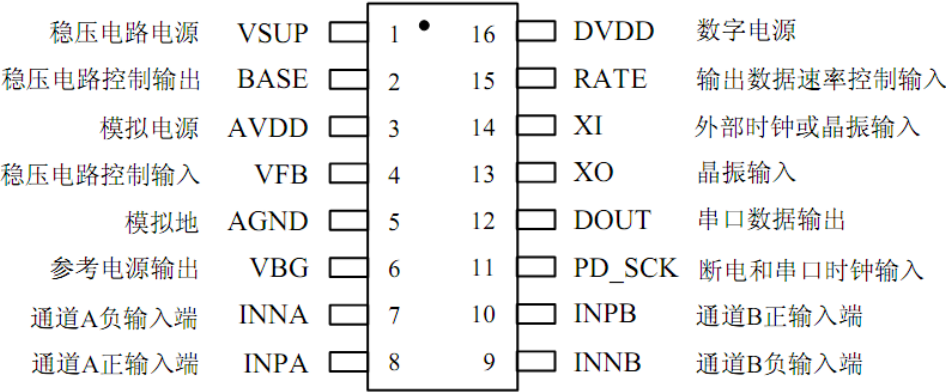 稳压电路电源 VSUP 1 16 DVDD 数字电源
稳压电路控制输出 BASE 2 15 RATE 输出数据速率控制输入
模拟电源 AVDD 3 14 XI 外部时钟或晶振输入
稳压电路控制输入 VFB 4 13 XO 晶振输入
模拟地 AGND 5 12 DOUT 串口数据输出
参考电源输出 VBG 6 11 PD_SCK 断电和串口时钟输入
通道A负输入端 INNA 7 10 INPB 通道B正输入端
通道A正输入端 INPA 8 9 INNB 通道B负输入端